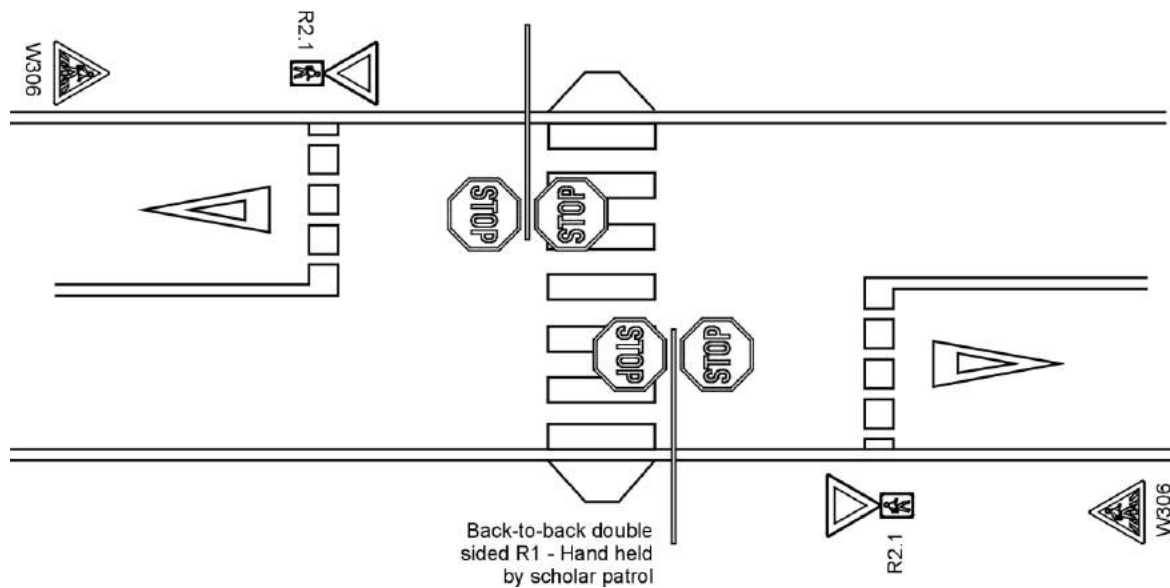 W306
R2.1
STOP
STOP
STOP
STOP
Back-to-back double
sided R1 - Hand held
by scholar patrol
R2.1
W306